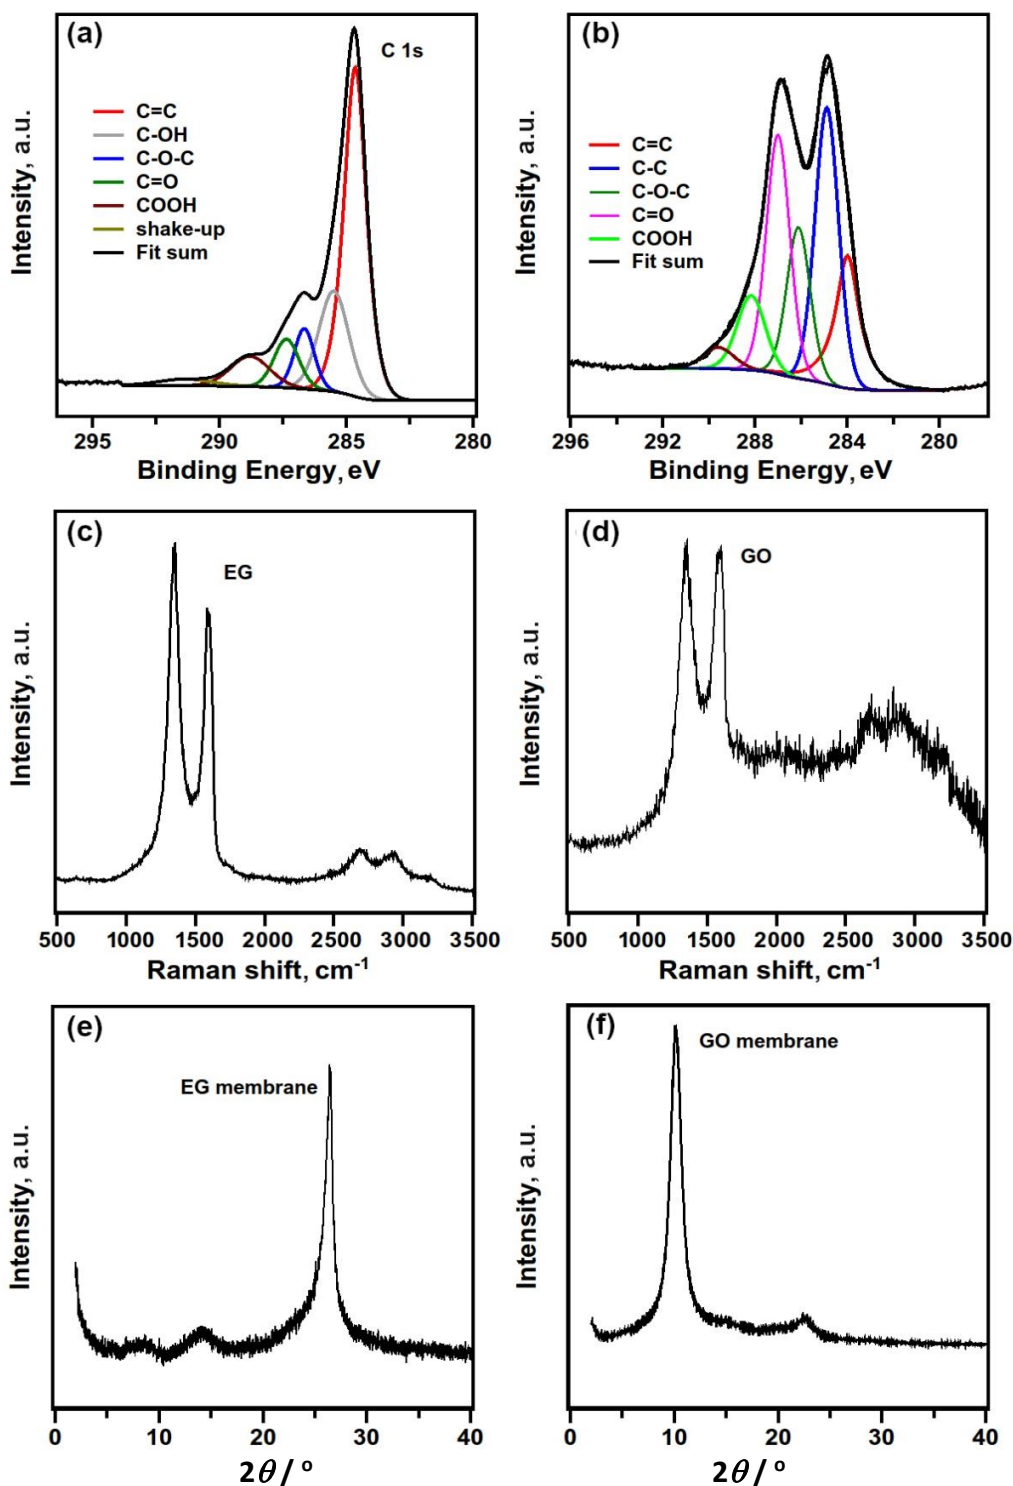 (a)
C 1s
C=C
C-OH
C-O-C
C=O
COOH
shake-up
Fit sum
Intensity, a.u.
295 290 285 280
Binding Energy, eV
(b)
C=C
C-C
C-O-C
C=O
COOH
Fit sum
Intensity, a.u.
296 292 288 284 280
Binding Energy, eV
(c)
EG
Intensity, a.u.
500 1000 1500 2000 2500 3000 3500
Raman shift, cm-1
(d)
GO
Intensity, a.u.
500 1000 1500 2000 2500 3000 3500
Raman shift, cm-1
(e)
EG membrane
Intensity, a.u.
0 10 20 30 40
2θ / º
(f)
GO membrane
Intensity, a.u.
0 10 20 30 40
2θ / º